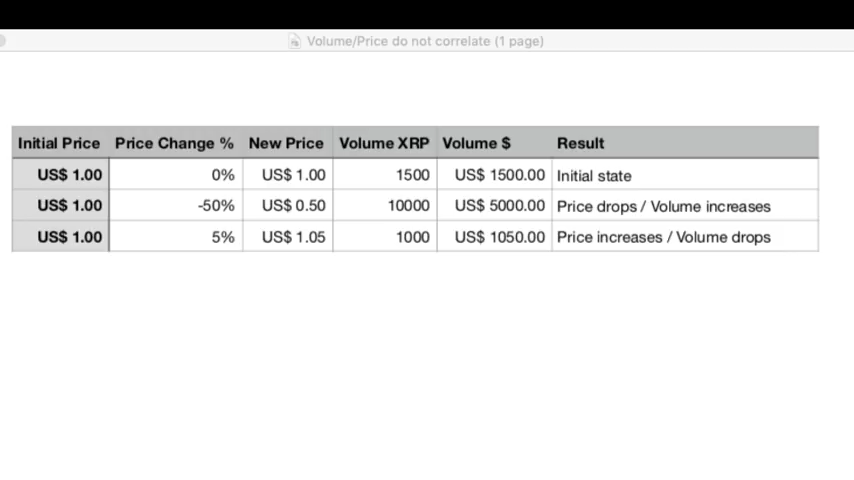 Volume/Price do not correlate (1 page)
Initial Price Price Change % New Price Volume XRP Volume $ Result
US$ 1.00 0% US$ 1.00 1500 US$ 1500.00 Initial state
US$ 1.00 -50% US$ 0.50 10000 US$ 5000.00 Price drops / Volume increases
US$ 1.00 5% US$ 1.05 1000 US$ 1050.00 Price increases / Volume drops